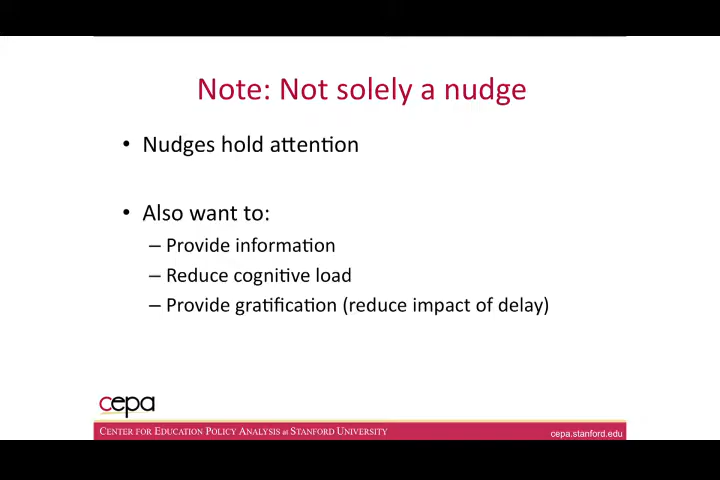 Note: Not solely a nudge
• Nudges hold attention
• Also want to:
– Provide information
– Reduce cognitive load
– Provide gratification (reduce impact of delay)
cepa
CENTER FOR EDUCATION POLICY ANALYSIS at STANFORD UNIVERSITY
cepa.stanford.edu